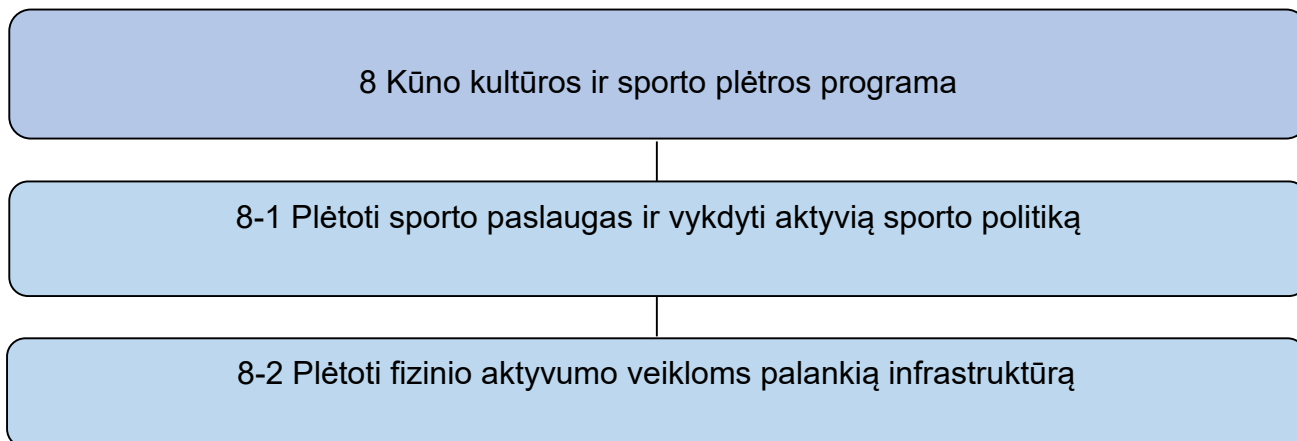 8 Kūno kultūros ir sporto plėtros programa
8-1 Plėtoti sporto paslaugas ir vykdyti aktyvią sporto politiką
8-2 Plėtoti fizinio aktyvumo veikloms palankią infrastruktūrą